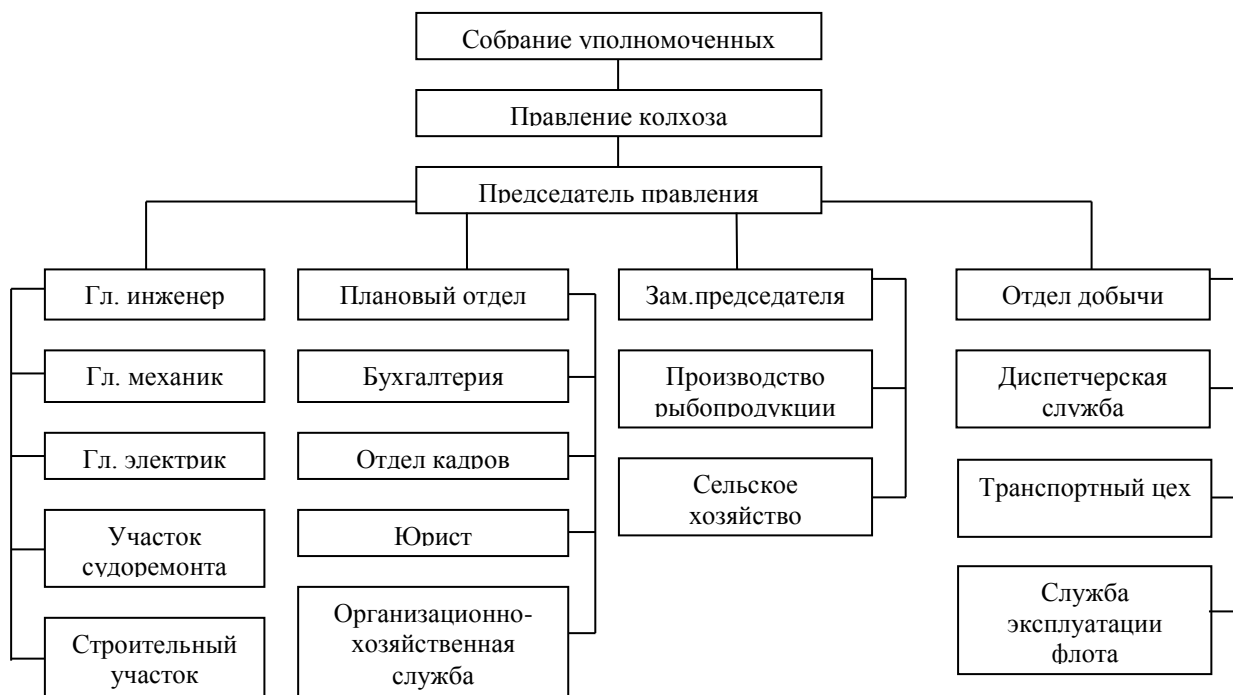 Собрание уполномоченных
Правление колхоза
Председатель правления
Гл. инженер
Плановый отдел
Зам.председателя
Отдел добычи
Гл. механик
Бухгалтерия
Производство
рыбопродукции
Диспетчерская
служба
Гл. электрик
Отдел кадров
Сельское
хозяйство
Транспортный цех
Участок
судоремонта
Юрист
Служба
эксплуатации
флота
Строительный
участок
Организационно-
хозяйственная
служба